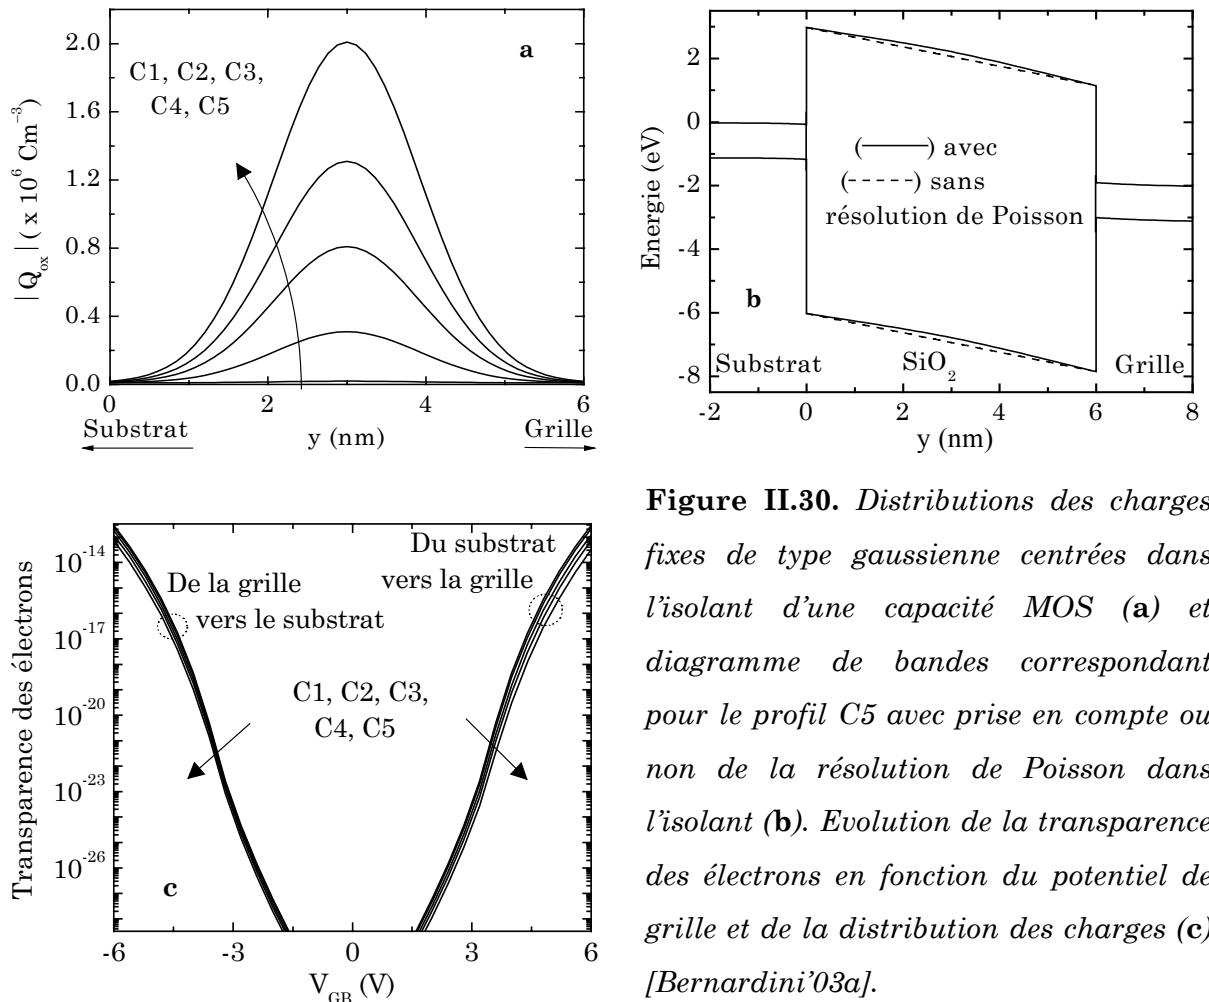 2.0
1.6
1.2
0.8
0.4
0.0
| Q_ox | ( x 10^6 Cm^-3)
a
C1, C2, C3,
C4, C5
0 2 4 6
Substrat y (nm) Grille
2
0
-2
-4
-6
-8
Energie (eV)
(——) avec
(-----) sans
résolution de Poisson
b
Substrat SiO_2 Grille
-2 0 2 4 6 8
y (nm)
10^-14
10^-17
10^-20
10^-23
10^-26
Transparence des électrons
De la grille
vers le substrat
Du substrat
vers la grille
C1, C2, C3,
C4, C5
c
-6 -3 0 3 6
V_GB (V)
Figure II.30. Distributions des charges
fixes de type gaussienne centrées dans
l'isolant d'une capacité MOS (a) et
diagramme de bandes correspondant
pour le profil C5 avec prise en compte ou
non de la résolution de Poisson dans
l'isolant (b). Evolution de la transparence
des électrons en fonction du potentiel de
grille et de la distribution des charges (c)
[Bernardini'03a].